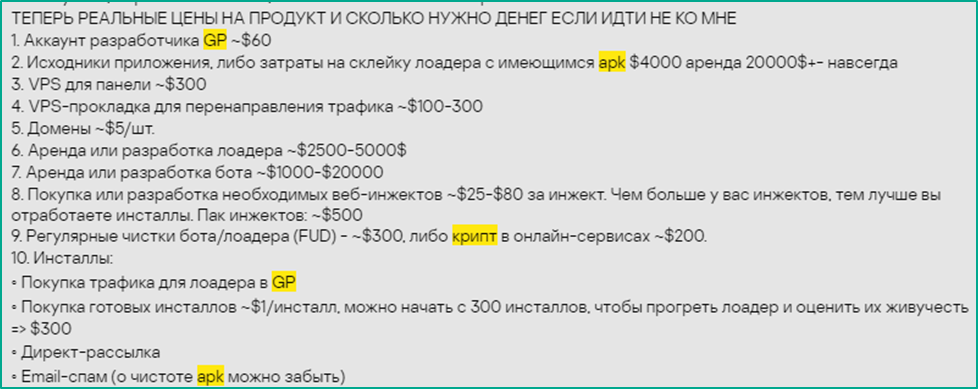 ТЕПЕРЬ РЕАЛЬНЫЕ ЦЕНЫ НА ПРОДУКТ И СКОЛЬКО НУЖНО ДЕНЕГ ЕСЛИ ИДТИ НЕ КО МНЕ
1. Аккаунт разработчика GP ~$60
2. Исходники приложения, либо затраты на склейку лоадера с имеющимся apk $4000 аренда 20000$+- навсегда
3. VPS для панели ~$300
4. VPS-прокладка для перенаправления трафика ~$100-300
5. Домены ~$5/шт.
6. Аренда или разработка лоадера ~$2500-5000$
7. Аренда или разработка бота ~$1000-$20000
8. Покупка или разработка необходимых веб-инжектов ~$25-$80 за инжект. Чем больше у вас инжектов, тем лучше вы
отработаете инсталлы. Пак инжектов: ~$500
9. Регулярные чистки бота/лоадера (FUD) - ~$300, либо крипт в онлайн-сервисах ~$200.
10. Инсталлы:
◦ Покупка трафика для лоадера в GP
◦ Покупка готовых инсталлов ~$1/инсталл, можно начать с 300 инсталлов, чтобы прогреть лоадер и оценить их живучесть
=> $300
◦ Директ-рассылка
◦ Email-спам (о чистоте apk можно забыть)